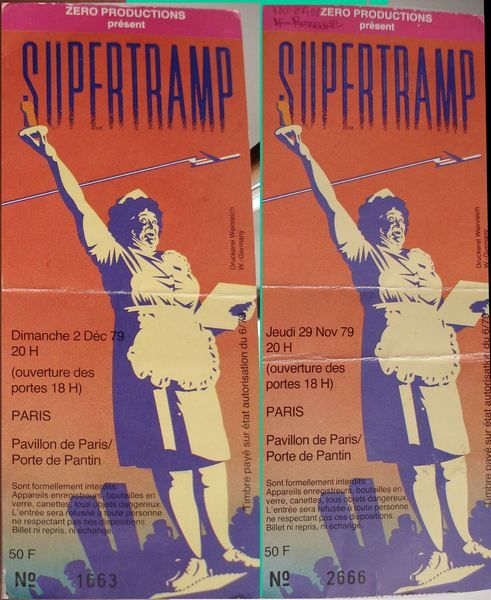 ZERO PRODUCTIONS
présent
SUPERTRAMP
Druckerei Weinreich
W.-Germany
Dimanche 2 Déc 79
20 H
(ouverture des
portes 18 H)
PARIS
Pavillon de Paris/
Porte de Pantin
Timbre payé sur état autorisation du 6/79
Sont formellement interdits:
Appareils enregistreurs, bouteilles en
verre, canettes, tous objets dangereux.
L'entrée sera refusée à toute personne
ne respectant pas ces dispositions.
Billet ni repris, ni échangé.
50 F
Nº 1663
ZERO PRODUCTIONS
présent
SUPERTRAMP
Druckerei Weinreich
W.-Germany
Jeudi 29 Nov 79
20 H
(ouverture des
portes 18 H)
PARIS
Pavillon de Paris/
Porte de Pantin
Timbre payé sur état autorisation du 6/79
Sont formellement interdits:
Appareils enregistreurs, bouteilles en
verre, canettes, tous objets dangereux.
L'entrée sera refusée à toute personne
ne respectant pas ces dispositions.
Billet ni repris, ni échangé.
50 F
Nº 2666